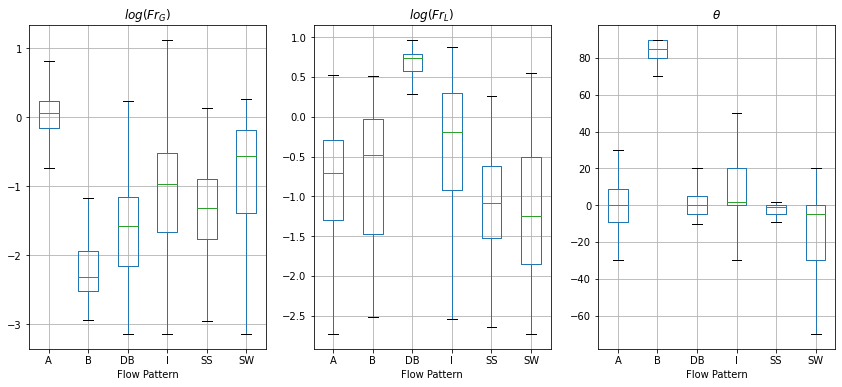 log(Fr_G)
1
0
−1
−2
−3
A B DB I SS SW
Flow Pattern
log(Fr_L)
1.0
0.5
0.0
−0.5
−1.0
−1.5
−2.0
−2.5
A B DB I SS SW
Flow Pattern
θ
80
60
40
20
0
−20
−40
−60
A B DB I SS SW
Flow Pattern